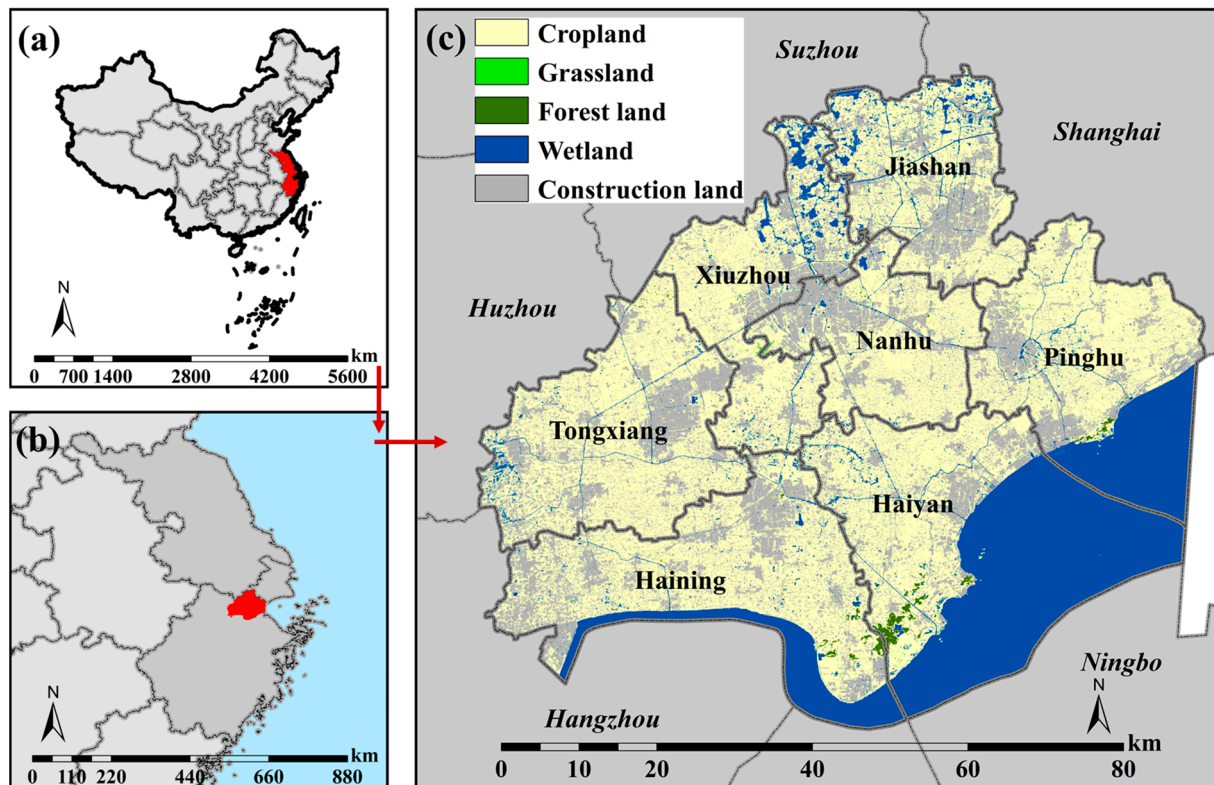 (a)
N
km
0 700 1400 2800 4200 5600
(b)
N
km
0 110 220 440 660 880
(c)
Cropland
Grassland
Forest land
Wetland
Construction land
Suzhou
Shanghai
Jiashan
Xiuzhou
Huzhou
Nanhu
Pinghu
Tongxiang
Haiyan
Haining
Ningbo
Hangzhou
N
km
0 10 20 40 60 80